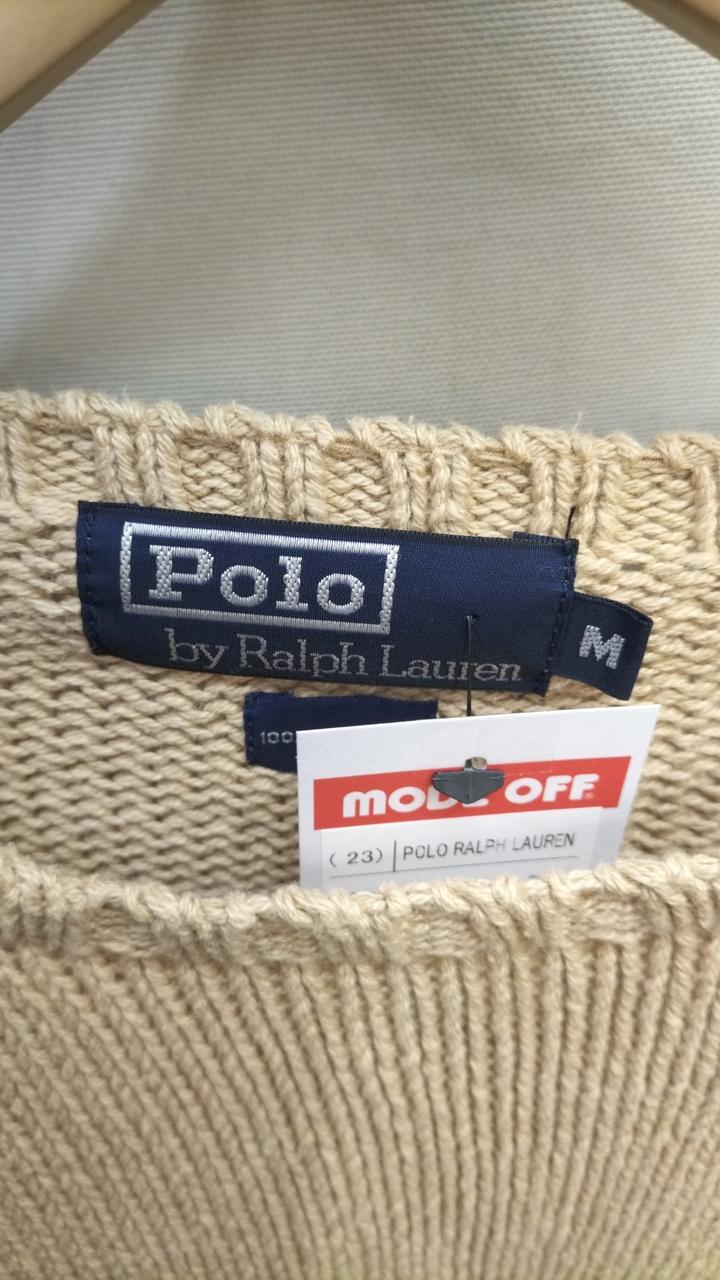 Polo
by Ralph Lauren
M
100
MODE OFF
( 23) | POLO RALPH LAUREN